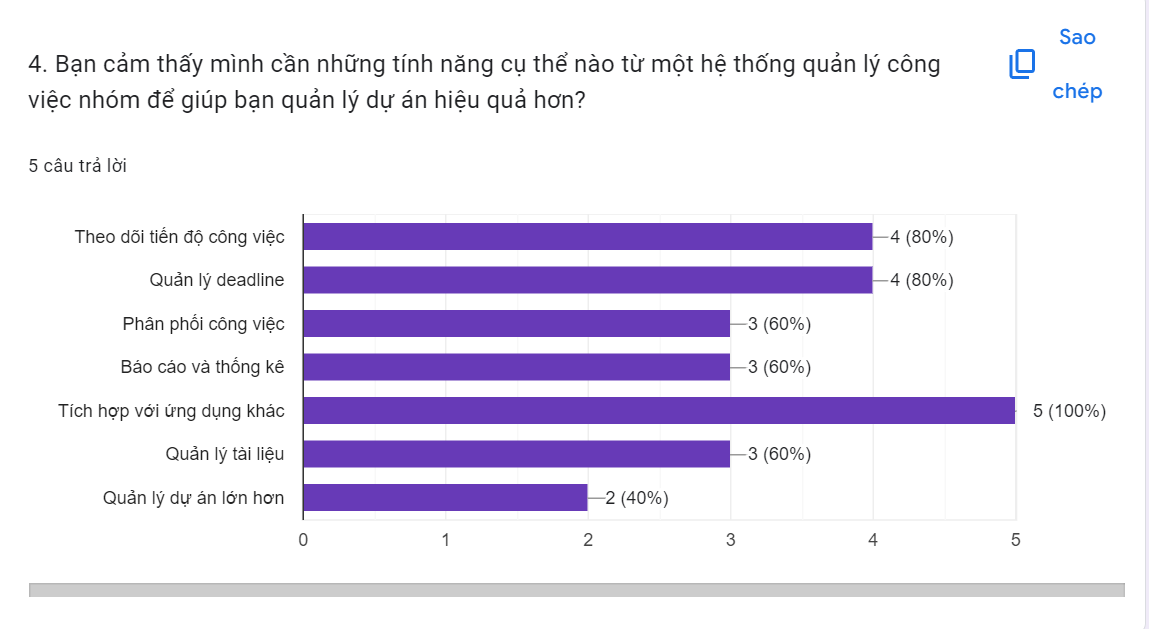 4. Bạn cảm thấy mình cần những tính năng cụ thể nào từ một hệ thống quản lý công
việc nhóm để giúp bạn quản lý dự án hiệu quả hơn?
Sao
chép
5 câu trả lời
Theo dõi tiến độ công việc 4 (80%)
Quản lý deadline 4 (80%)
Phân phối công việc 3 (60%)
Báo cáo và thống kê 3 (60%)
Tích hợp với ứng dụng khác 5 (100%)
Quản lý tài liệu 3 (60%)
Quản lý dự án lớn hơn 2 (40%)
0 1 2 3 4 5